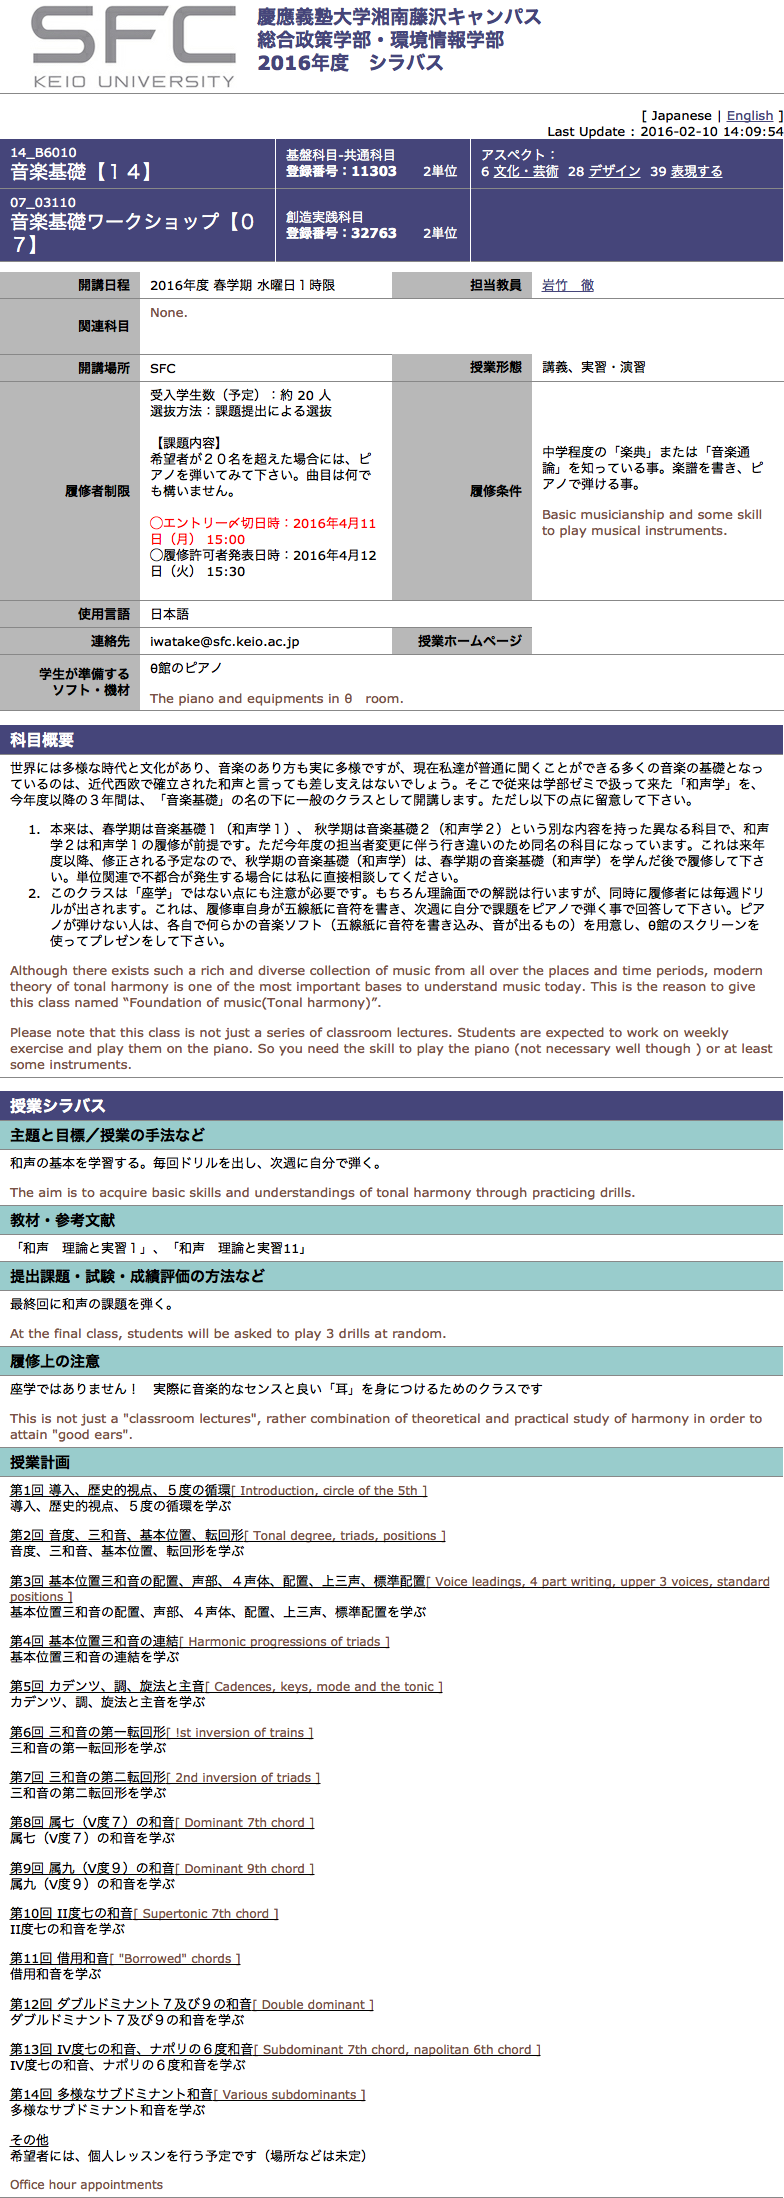 SFC
KEIO UNIVERSITY
慶應義塾大学湘南藤沢キャンパス
総合政策学部・環境情報学部
2016年度　シラバス
[ Japanese | English ]
Last Update : 2016-02-10 14:09:54
14_B6010
音楽基礎【１４】
基盤科目-共通科目
登録番号：11303　　2単位
アスペクト：
6 文化・芸術 28 デザイン 39 表現する
07_03110
音楽基礎ワークショップ【０
７】
創造実践科目
登録番号：32763　　2単位
開講日程
2016年度 春学期 水曜日１時限
担当教員
岩竹　徹
関連科目
None.
開講場所
SFC
授業形態
講義、実習・演習
履修者制限
受入学生数（予定）：約 20 人
選抜方法：課題提出による選抜
【課題内容】
希望者が２０名を超えた場合には、ピ
アノを弾いてみて下さい。曲目は何で
も構いません。
◯エントリー〆切日時：2016年4月11
日（月） 15:00
◯履修許可者発表日時：2016年4月12
日（火） 15:30
履修条件
中学程度の「楽典」または「音楽通
論」を知っている事。楽譜を書き、ピ
アノで弾ける事。
Basic musicianship and some skill
to play musical instruments.
使用言語
日本語
連絡先
iwatake@sfc.keio.ac.jp
授業ホームページ
学生が準備する
ソフト・機材
θ館のピアノ
The piano and equipments in θ　room.
科目概要
世界には多様な時代と文化があり、音楽のあり方も実に多様ですが、現在私達が普通に聞くことができる多くの音楽の基礎となっ
ているのは、近代西欧で確立された和声と言っても差し支えはないでしょう。そこで従来は学部ゼミで扱って来た「和声学」を、
今年度以降の３年間は、「音楽基礎」の名の下に一般のクラスとして開講します。ただし以下の点に留意して下さい。
1. 本来は、春学期は音楽基礎１（和声学１）、 秋学期は音楽基礎２（和声学２）という別な内容を持った異なる科目で、和声
学２は和声学１の履修が前提です。ただ今年度の担当者変更に伴う行き違いのため同名の科目になっています。これは来年
度以降、修正される予定なので、秋学期の音楽基礎（和声学）は、春学期の音楽基礎（和声学）を学んだ後で履修して下さ
い。単位関連で不都合が発生する場合には私に直接相談してください。
2. このクラスは「座学」ではない点にも注意が必要です。もちろん理論面での解説は行いますが、同時に履修者には毎週ドリ
ルが出されます。これは、履修車自身が五線紙に音符を書き、次週に自分で課題をピアノで弾く事で回答して下さい。ピア
ノが弾けない人は、各自で何らかの音楽ソフト（五線紙に音符を書き込み、音が出るもの）を用意し、θ館のスクリーンを
使ってプレゼンをして下さい。
Although there exists such a rich and diverse collection of music from all over the places and time periods, modern
theory of tonal harmony is one of the most important bases to understand music today. This is the reason to give
this class named “Foundation of music(Tonal harmony)”.
Please note that this class is not just a series of classroom lectures. Students are expected to work on weekly
exercise and play them on the piano. So you need the skill to play the piano (not necessary well though ) or at least
some instruments.
授業シラバス
主題と目標／授業の手法など
和声の基本を学習する。毎回ドリルを出し、次週に自分で弾く。
The aim is to acquire basic skills and understandings of tonal harmony through practicing drills.
教材・参考文献
「和声　理論と実習１」、「和声　理論と実習11」
提出課題・試験・成績評価の方法など
最終回に和声の課題を弾く。
At the final class, students will be asked to play 3 drills at random.
履修上の注意
座学ではありません！　実際に音楽的なセンスと良い「耳」を身につけるためのクラスです
This is not just a "classroom lectures", rather combination of theoretical and practical study of harmony in order to
attain "good ears".
授業計画
第1回 導入、歴史的視点、５度の循環[ Introduction, circle of the 5th ]
導入、歴史的視点、５度の循環を学ぶ
第2回 音度、三和音、基本位置、転回形[ Tonal degree, triads, positions ]
音度、三和音、基本位置、転回形を学ぶ
第3回 基本位置三和音の配置、声部、４声体、配置、上三声、標準配置[ Voice leadings, 4 part writing, upper 3 voices, standard
positions ]
基本位置三和音の配置、声部、４声体、配置、上三声、標準配置を学ぶ
第4回 基本位置三和音の連結[ Harmonic progressions of triads ]
基本位置三和音の連結を学ぶ
第5回 カデンツ、調、旋法と主音[ Cadences, keys, mode and the tonic ]
カデンツ、調、旋法と主音を学ぶ
第6回 三和音の第一転回形[ !st inversion of trains ]
三和音の第一転回形を学ぶ
第7回 三和音の第二転回形[ 2nd inversion of triads ]
三和音の第二転回形を学ぶ
第8回 属七（V度７）の和音[ Dominant 7th chord ]
属七（V度７）の和音を学ぶ
第9回 属九（V度９）の和音[ Dominant 9th chord ]
属九（V度９）の和音を学ぶ
第10回 II度七の和音[ Supertonic 7th chord ]
II度七の和音を学ぶ
第11回 借用和音[ "Borrowed" chords ]
借用和音を学ぶ
第12回 ダブルドミナント７及び９の和音[ Double dominant ]
ダブルドミナント７及び９の和音を学ぶ
第13回 IV度七の和音、ナポリの６度和音[ Subdominant 7th chord, napolitan 6th chord ]
IV度七の和音、ナポリの６度和音を学ぶ
第14回 多様なサブドミナント和音[ Various subdominants ]
多様なサブドミナント和音を学ぶ
その他
希望者には、個人レッスンを行う予定です（場所などは未定）
Office hour appointments